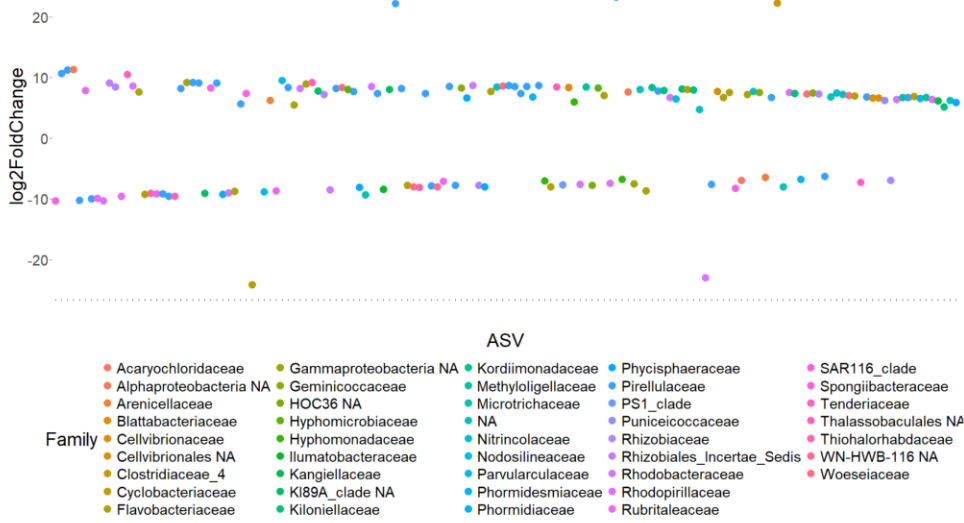 20
10
0
-10
-20
log2FoldChange
ASV
Family
Acaryochloridaceae
Alphaproteobacteria NA
Arenicellaceae
Blattabacteriaceae
Cellvibrionaceae
Cellvibrionales NA
Clostridiaceae_4
Cyclobacteriaceae
Flavobacteriaceae
Gammaproteobacteria NA
Geminicoccaceae
HOC36 NA
Hyphomicrobiaceae
Hyphomonadaceae
Ilumatobacteraceae
Kangiellaceae
KI89A_clade NA
Kiloniellaceae
Kordiimonadaceae
Methyloligellaceae
Microtrichaceae
NA
Nitrincolaceae
Nodosilineaceae
Parvularculaceae
Phormidesmiaceae
Phormidiaceae
Phycisphaeraceae
Pirellulaceae
PS1_clade
Puniceicoccaceae
Rhizobiaceae
Rhizobiales_Incertae_Sedis
Rhodobacteraceae
Rhodopirillaceae
Rubritaleaceae
SAR116_clade
Spongiibacteraceae
Tenderiaceae
Thalassobaculales NA
Thiohalorhabdaceae
WN-HWB-116 NA
Woeseiaceae